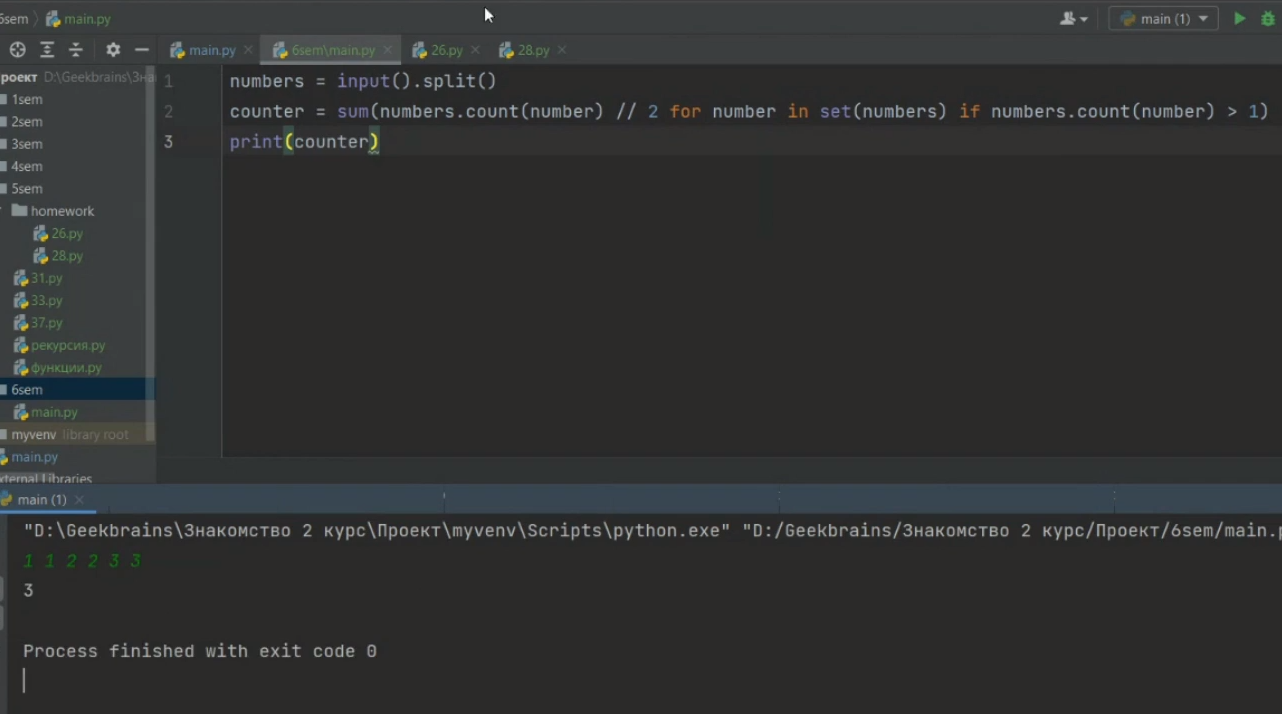 6sem main.py main (1)
main.py 6sem\main.py 26.py 28.py
роект D:\Geekbrains\Зна
1sem
2sem
3sem
4sem
5sem
homework
26.py
28.py
31.py
33.py
37.py
рекурсия.py
функции.py
6sem
main.py
myvenv library root
main.py
xternal Libraries
1 numbers = input().split()
2 counter = sum(numbers.count(number) // 2 for number in set(numbers) if numbers.count(number) > 1)
3 print(counter)
main (1)
"D:\Geekbrains\Знакомство 2 курс\Проект\myvenv\Scripts\python.exe" "D:/Geekbrains/Знакомство 2 курс/Проект/6sem/main.p
1 1 2 2 3 3
3
Process finished with exit code 0